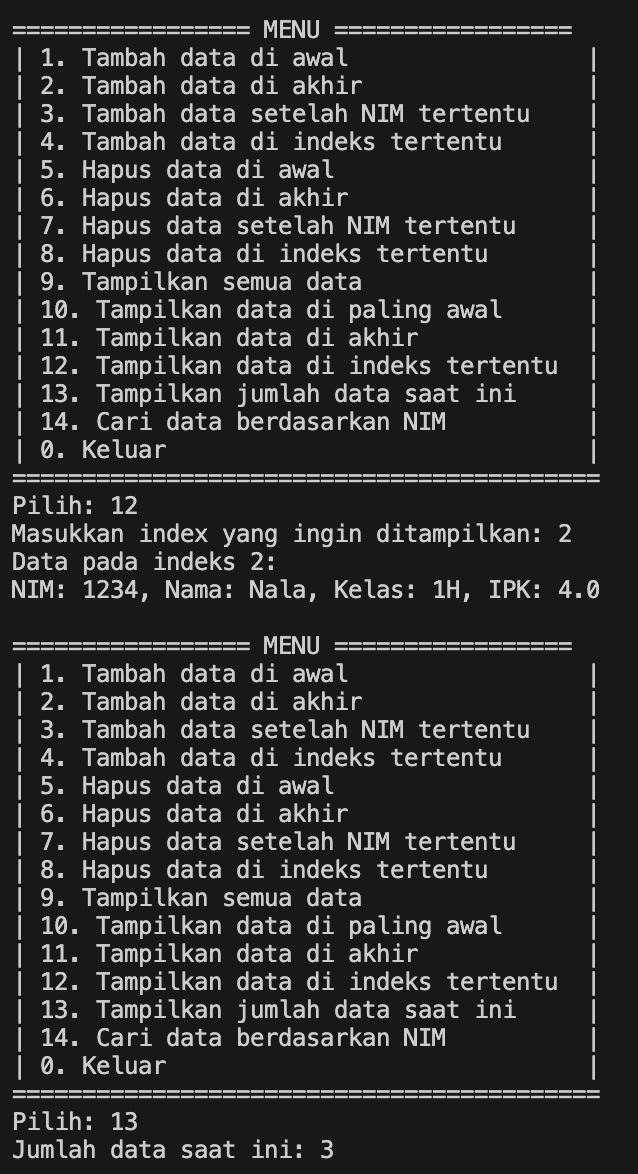 ================= MENU =================
| 1. Tambah data di awal                 |
| 2. Tambah data di akhir                |
| 3. Tambah data setelah NIM tertentu    |
| 4. Tambah data di indeks tertentu      |
| 5. Hapus data di awal                  |
| 6. Hapus data di akhir                 |
| 7. Hapus data setelah NIM tertentu     |
| 8. Hapus data di indeks tertentu       |
| 9. Tampilkan semua data                |
| 10. Tampilkan data di paling awal      |
| 11. Tampilkan data di akhir            |
| 12. Tampilkan data di indeks tertentu  |
| 13. Tampilkan jumlah data saat ini     |
| 14. Cari data berdasarkan NIM          |
| 0. Keluar                              |
==========================================
Pilih: 12
Masukkan index yang ingin ditampilkan: 2
Data pada indeks 2:
NIM: 1234, Nama: Nala, Kelas: 1H, IPK: 4.0

================= MENU =================
| 1. Tambah data di awal                 |
| 2. Tambah data di akhir                |
| 3. Tambah data setelah NIM tertentu    |
| 4. Tambah data di indeks tertentu      |
| 5. Hapus data di awal                  |
| 6. Hapus data di akhir                 |
| 7. Hapus data setelah NIM tertentu     |
| 8. Hapus data di indeks tertentu       |
| 9. Tampilkan semua data                |
| 10. Tampilkan data di paling awal      |
| 11. Tampilkan data di akhir            |
| 12. Tampilkan data di indeks tertentu  |
| 13. Tampilkan jumlah data saat ini     |
| 14. Cari data berdasarkan NIM          |
| 0. Keluar                              |
==========================================
Pilih: 13
Jumlah data saat ini: 3